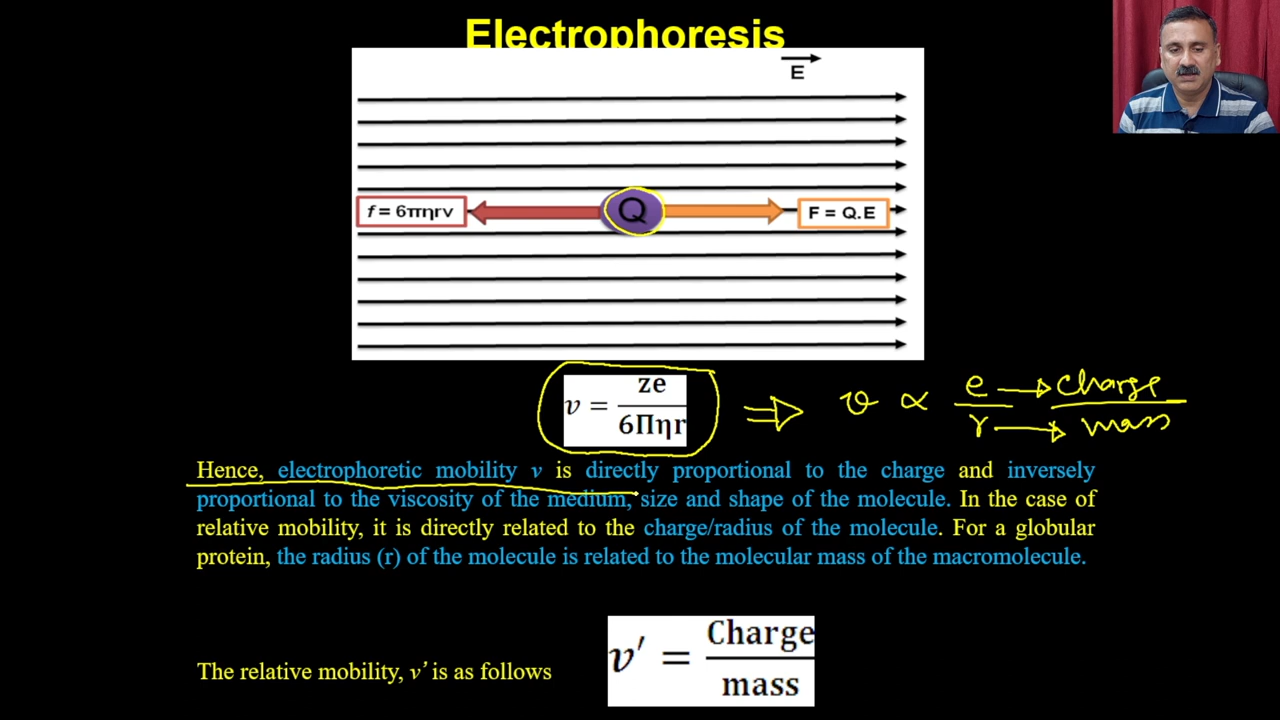 Electrophoresis
E
f = 6πηrv
Q
F = Q.E
v = ze / 6Πηr
⇒ v ∝ e / r → charge / mass
Hence, electrophoretic mobility v is directly proportional to the charge and inversely
proportional to the viscosity of the medium, size and shape of the molecule. In the case of
relative mobility, it is directly related to the charge/radius of the molecule. For a globular
protein, the radius (r) of the molecule is related to the molecular mass of the macromolecule.
The relative mobility, v' is as follows
v' = Charge / mass